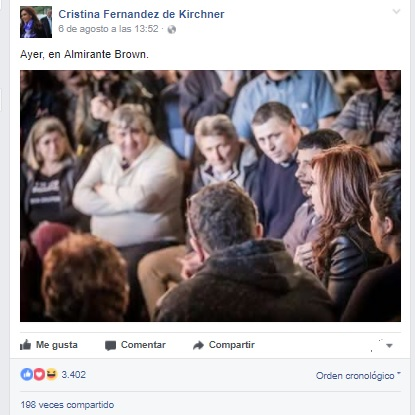 Cristina Fernandez de Kirchner
6 de agosto a las 13:52 ·
Ayer, en Almirante Brown.
Me gusta Comentar Compartir
3.402 Orden cronológico
198 veces compartido